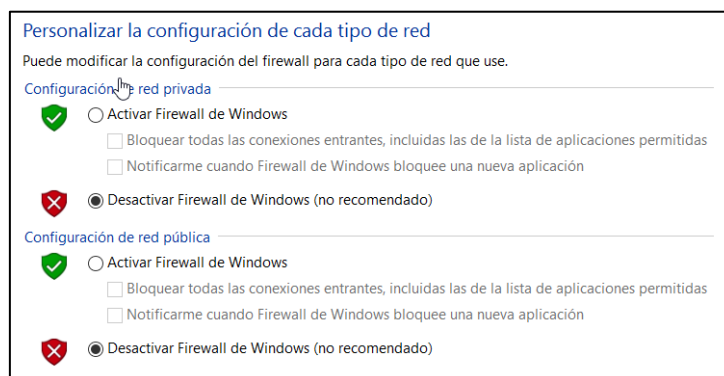 Personalizar la configuración de cada tipo de red
Puede modificar la configuración del firewall para cada tipo de red que use.
Configuración de red privada
Activar Firewall de Windows
Bloquear todas las conexiones entrantes, incluidas las de la lista de aplicaciones permitidas
Notificarme cuando Firewall de Windows bloquee una nueva aplicación
Desactivar Firewall de Windows (no recomendado)
Configuración de red pública
Activar Firewall de Windows
Bloquear todas las conexiones entrantes, incluidas las de la lista de aplicaciones permitidas
Notificarme cuando Firewall de Windows bloquee una nueva aplicación
Desactivar Firewall de Windows (no recomendado)